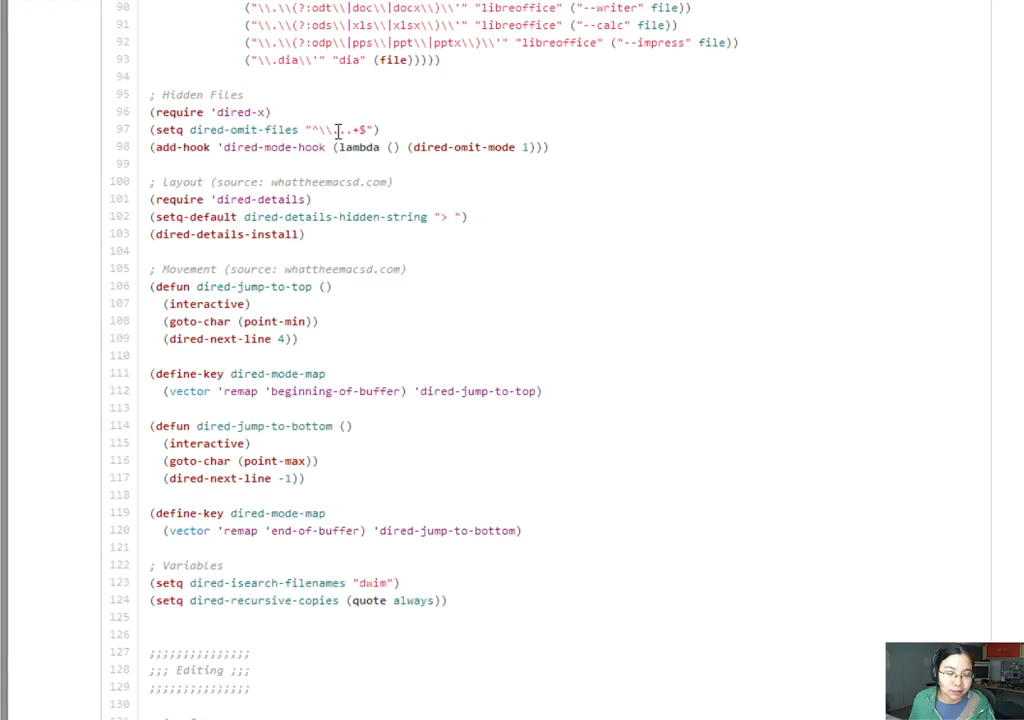 90 ("\\.\\(?:odt\\|doc\\|docx\\)\\'" "libreoffice" ("--writer" file))
91 ("\\.\\(?:ods\\|xls\\|xlsx\\)\\'" "libreoffice" ("--calc" file))
92 ("\\.\\(?:odp\\|pps\\|ppt\\|pptx\\)\\'" "libreoffice" ("--impress" file))
93 ("\\.dia\\'" "dia" (file)))))
94
95 ; Hidden Files
96 (require 'dired-x)
97 (setq dired-omit-files "^\\...+$")
98 (add-hook 'dired-mode-hook (lambda () (dired-omit-mode 1)))
99
100 ; Layout (source: whattheemacsd.com)
101 (require 'dired-details)
102 (setq-default dired-details-hidden-string "> ")
103 (dired-details-install)
104
105 ; Movement (source: whattheemacsd.com)
106 (defun dired-jump-to-top ()
107 (interactive)
108 (goto-char (point-min))
109 (dired-next-line 4))
110
111 (define-key dired-mode-map
112 (vector 'remap 'beginning-of-buffer) 'dired-jump-to-top)
113
114 (defun dired-jump-to-bottom ()
115 (interactive)
116 (goto-char (point-max))
117 (dired-next-line -1))
118
119 (define-key dired-mode-map
120 (vector 'remap 'end-of-buffer) 'dired-jump-to-bottom)
121
122 ; Variables
123 (setq dired-isearch-filenames "dwim")
124 (setq dired-recursive-copies (quote always))
125
126
127 ;;;;;;;;;;;;;;;
128 ;;; Editing ;;;
129 ;;;;;;;;;;;;;;;
130